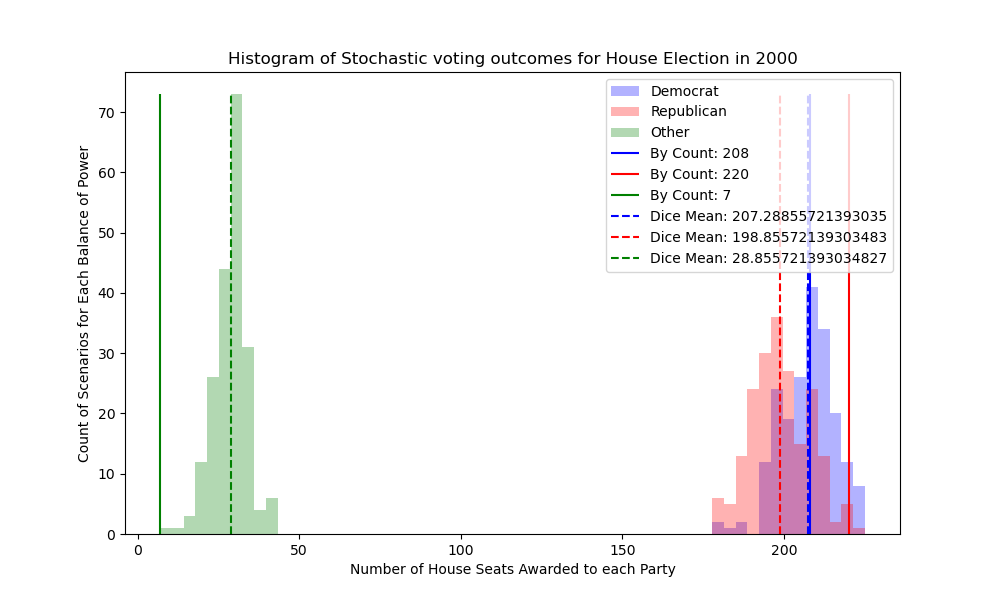 Histogram of Stochastic voting outcomes for House Election in 2000
Count of Scenarios for Each Balance of Power
70
60
50
40
30
20
10
0
Democrat
Republican
Other
By Count: 208
By Count: 220
By Count: 7
Dice Mean: 207.28855721393035
Dice Mean: 198.85572139303483
Dice Mean: 28.855721393034827
0
50
100
150
200
Number of House Seats Awarded to each Party